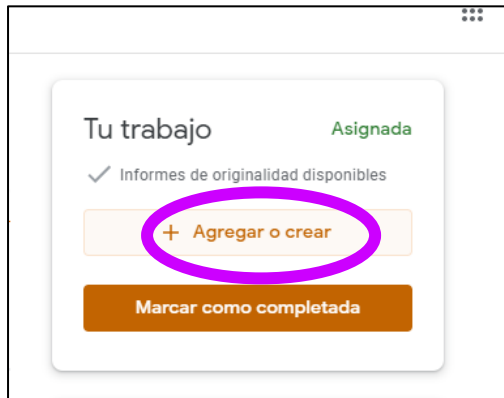 Tu trabajo
Asignada
Informes de originalidad disponibles
+ Agregar o crear
Marcar como completada